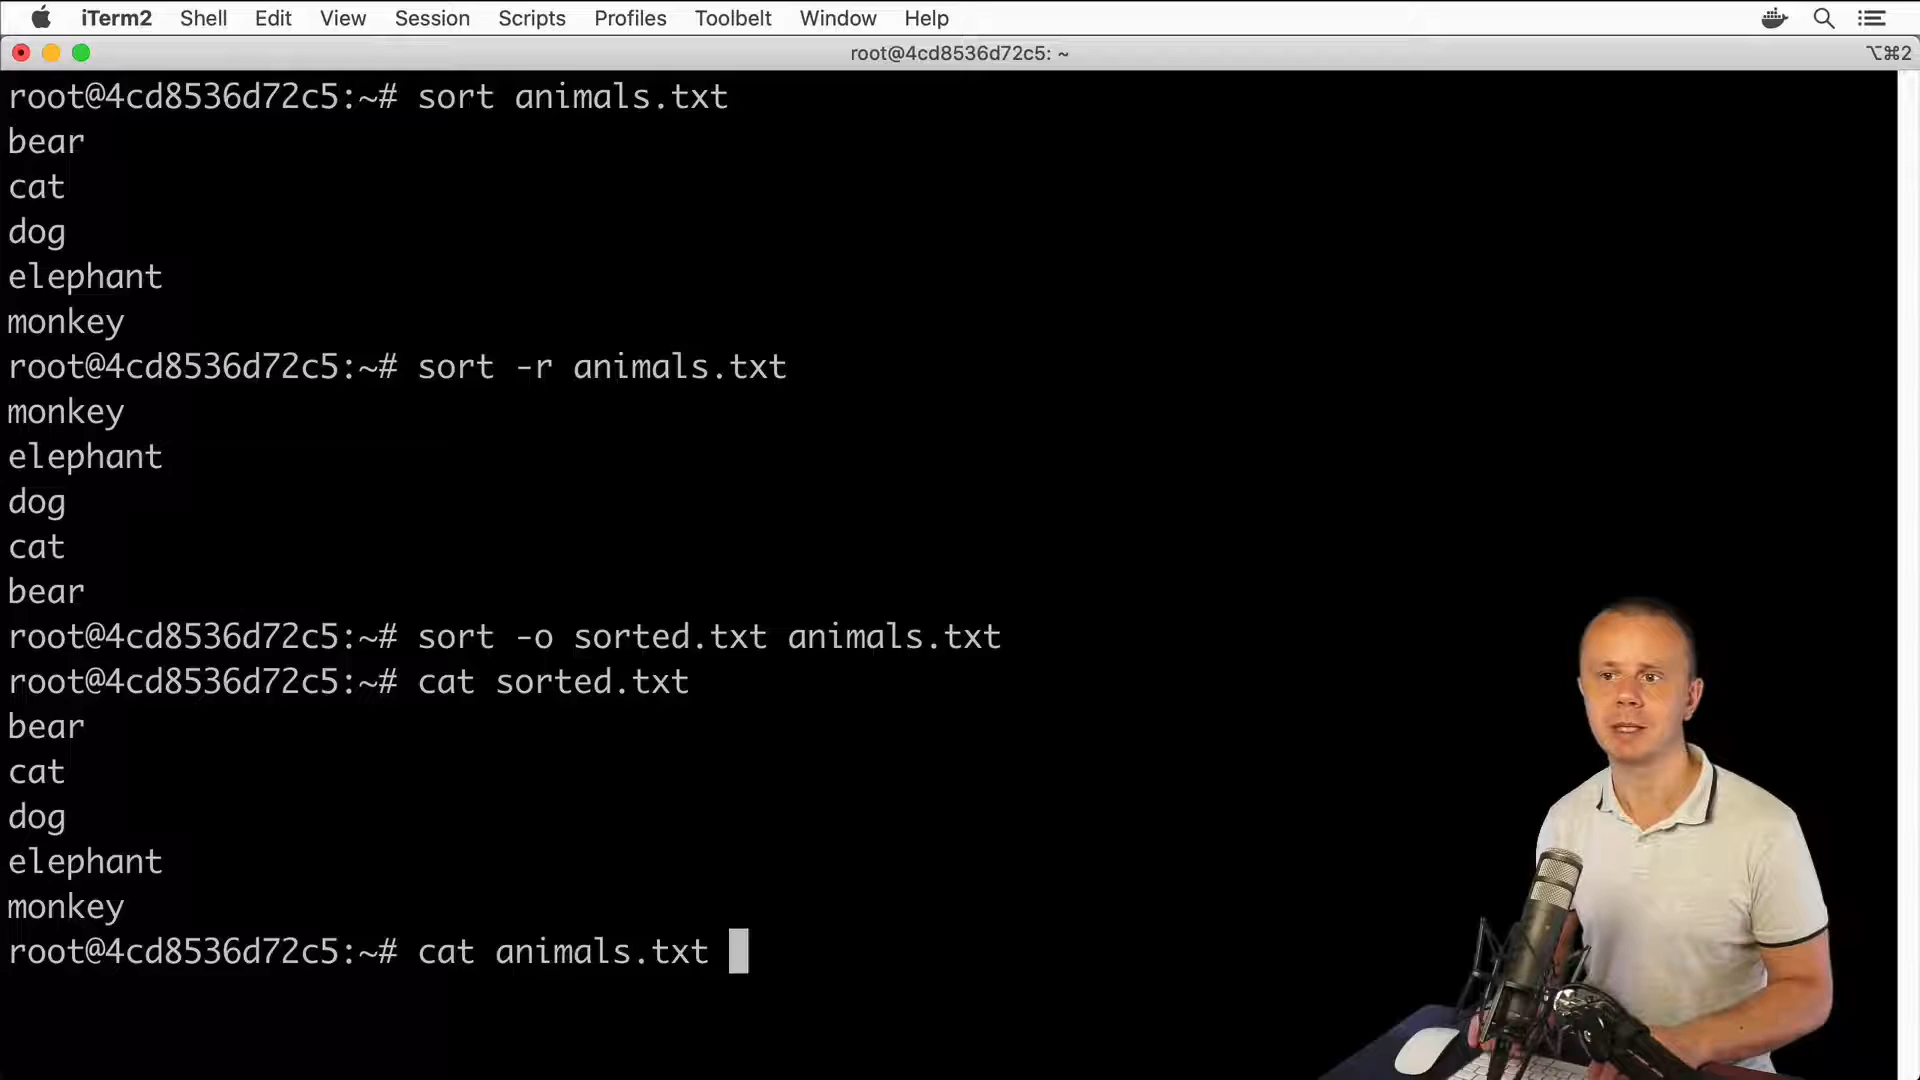 iTerm2 Shell Edit View Session Scripts Profiles Toolbelt Window Help
root@4cd8536d72c5: ~ ⌥⌘2
root@4cd8536d72c5:~# sort animals.txt
bear
cat
dog
elephant
monkey
root@4cd8536d72c5:~# sort -r animals.txt
monkey
elephant
dog
cat
bear
root@4cd8536d72c5:~# sort -o sorted.txt animals.txt
root@4cd8536d72c5:~# cat sorted.txt
bear
cat
dog
elephant
monkey
root@4cd8536d72c5:~# cat animals.txt